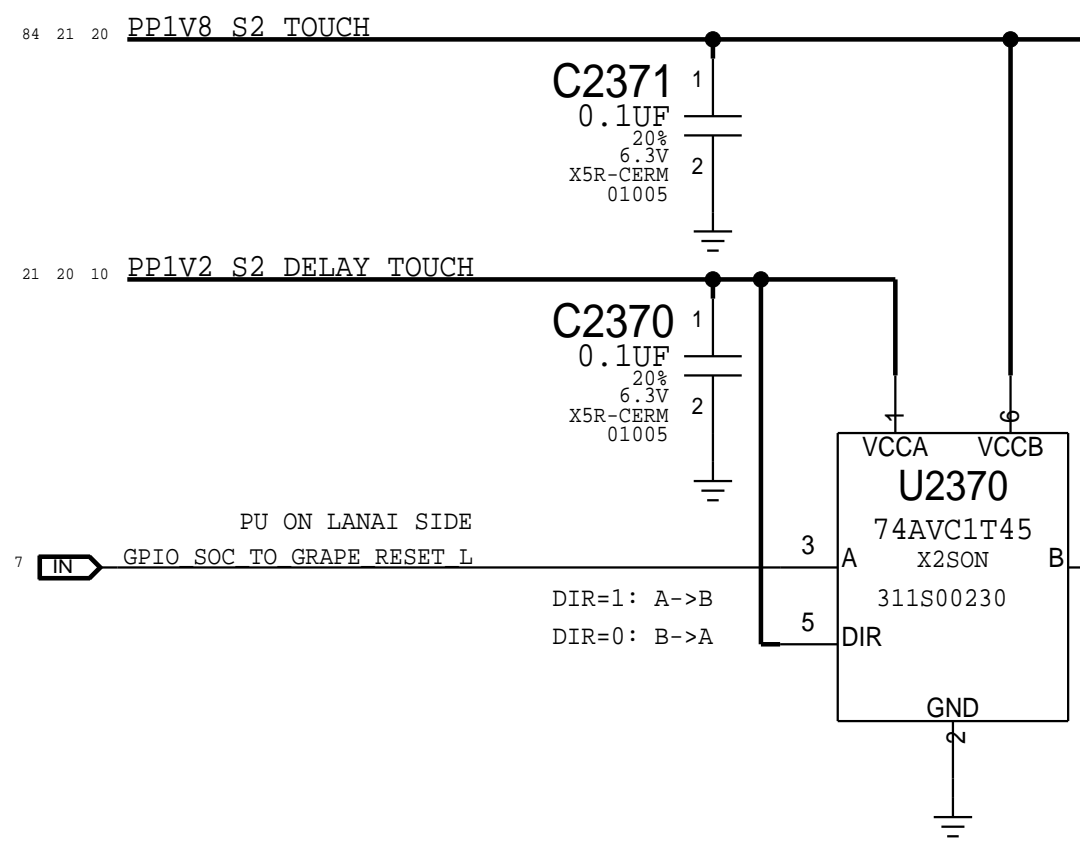 84 21 20 PP1V8_S2_TOUCH
C2371
1
0.1UF
20%
6.3V
X5R-CERM
01005
2
21 20 10 PP1V2_S2_DELAY_TOUCH
C2370
1
0.1UF
20%
6.3V
X5R-CERM
01005
2
1
6
VCCA VCCB
U2370
74AVC1T45
X2SON
311S00230
PU ON LANAI SIDE
7 IN GPIO_SOC_TO_GRAPE_RESET_L
3
A
B
DIR=1: A->B
DIR=0: B->A
5
DIR
GND
2